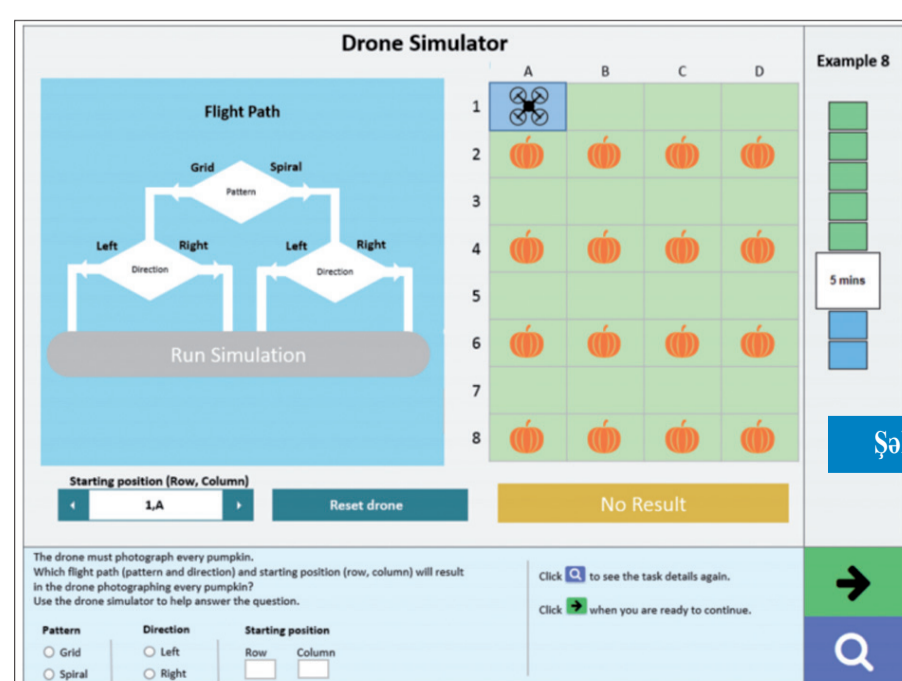 Drone Simulator
Example 8
A B C D
Flight Path
1
2
3
4
5
6
7
8
Grid Spiral
Pattern
Left Right Left Right
Direction Direction
Run Simulation
5 mins
Starting position (Row, Column)
1,A
Reset drone
No Result
The drone must photograph every pumpkin.
Which flight path (pattern and direction) and starting position (row, column) will result
in the drone photographing every pumpkin?
Use the drone simulator to help answer the question.
Pattern Direction Starting position
Grid Left Row Column
Spiral Right
Click to see the task details again.
Click when you are ready to continue.